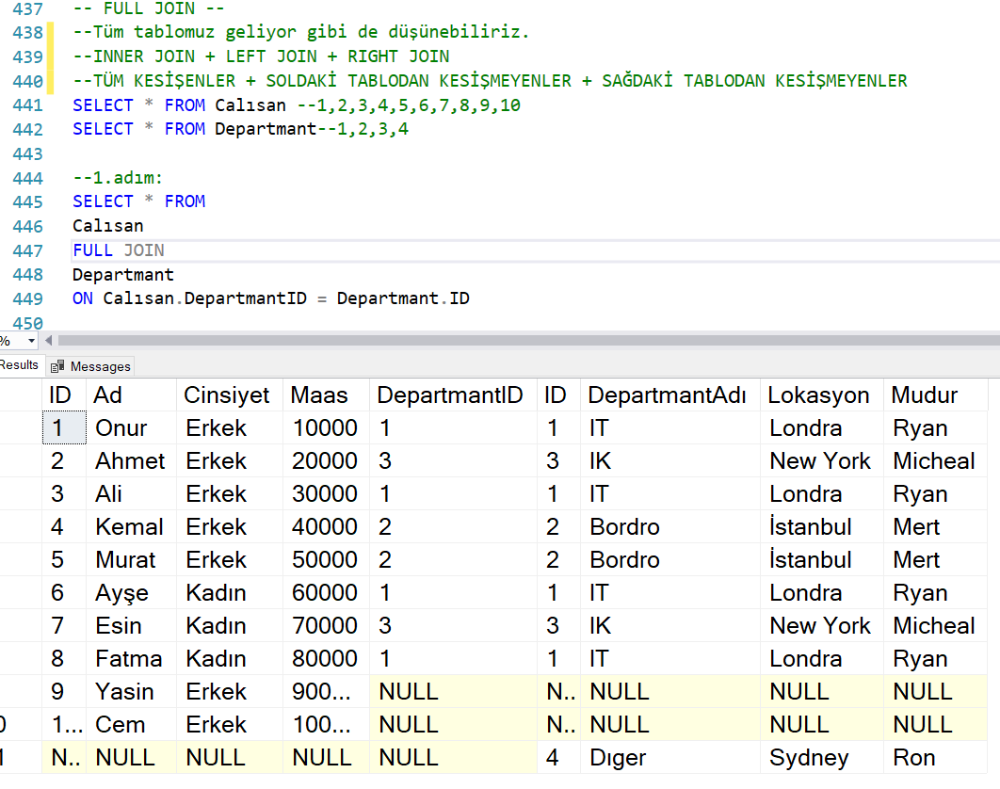 437 -- FULL JOIN --
438 --Tüm tablomuz geliyor gibi de düşünebiliriz.
439 --INNER JOIN + LEFT JOIN + RIGHT JOIN
440 --TÜM KESİŞENLER + SOLDAKİ TABLODAN KESİŞMEYENLER + SAĞDAKİ TABLODAN KESİŞMEYENLER
441 SELECT * FROM Calısan --1,2,3,4,5,6,7,8,9,10
442 SELECT * FROM Departmant--1,2,3,4
443
444 --1.adım:
445 SELECT * FROM
446 Calısan
447 FULL JOIN
448 Departmant
449 ON Calısan.DepartmantID = Departmant.ID
450
%
Results Messages
ID Ad Cinsiyet Maas DepartmantID ID DepartmantAdı Lokasyon Mudur
1 Onur Erkek 10000 1 1 IT Londra Ryan
2 Ahmet Erkek 20000 3 3 IK New York Micheal
3 Ali Erkek 30000 1 1 IT Londra Ryan
4 Kemal Erkek 40000 2 2 Bordro İstanbul Mert
5 Murat Erkek 50000 2 2 Bordro İstanbul Mert
6 Ayşe Kadın 60000 1 1 IT Londra Ryan
7 Esin Kadın 70000 3 3 IK New York Micheal
8 Fatma Kadın 80000 1 1 IT Londra Ryan
9 Yasin Erkek 900... NULL N.. NULL NULL NULL
0 1... Cem Erkek 100... NULL N.. NULL NULL NULL
1 N.. NULL NULL NULL NULL 4 Dıger Sydney Ron